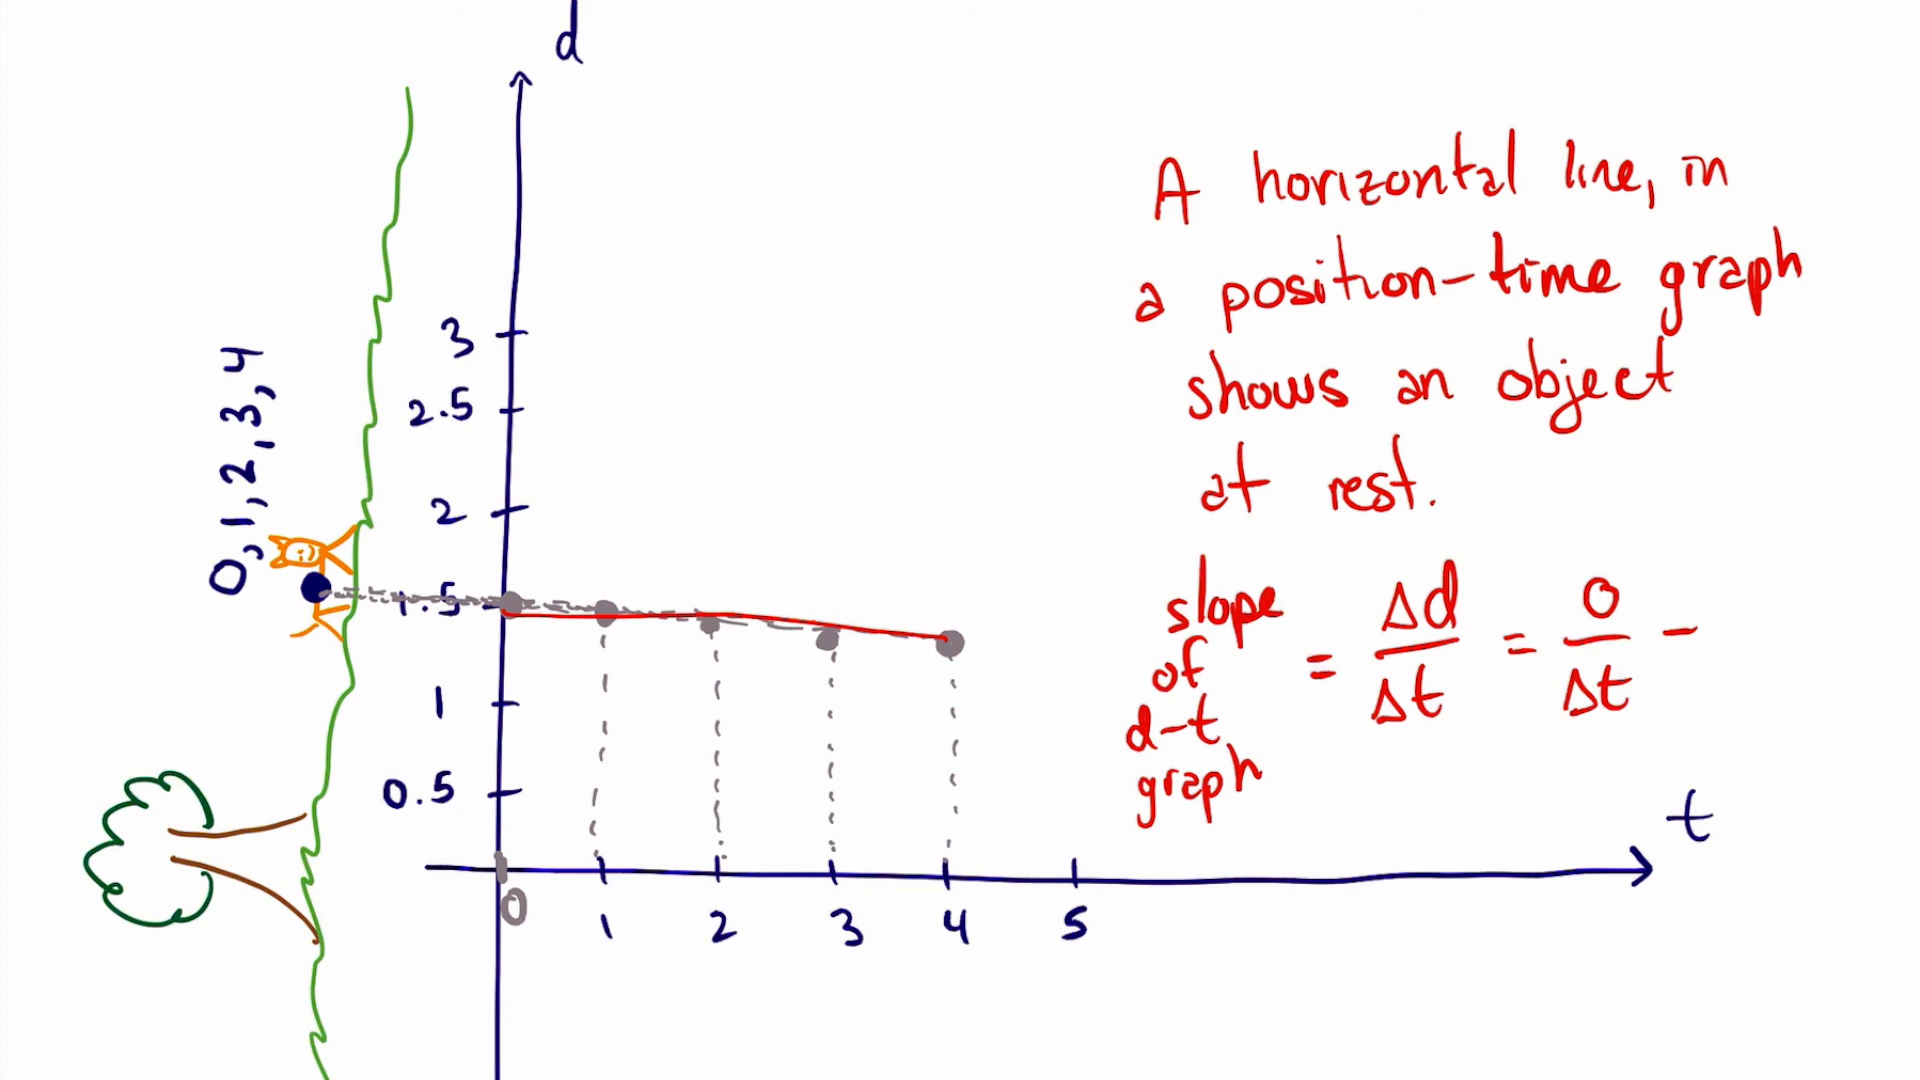 d
A horizontal line, in
a position-time graph
shows an object
at rest.
slope
of
d-t
graph
= Δd/Δt = 0/Δt -
0, 1, 2, 3, 4
3
2.5
2
1.5
1
0.5
t
0 1 2 3 4 5